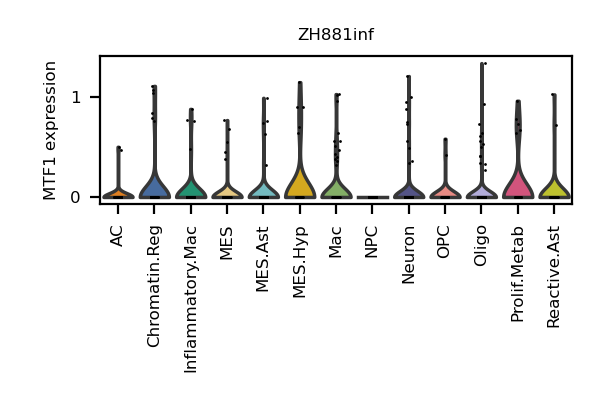 ZH881inf
MTF1 expression
1
0
AC
Chromatin.Reg
Inflammatory.Mac
MES
MES.Ast
MES.Hyp
Mac
NPC
Neuron
OPC
Oligo
Prolif.Metab
Reactive.Ast